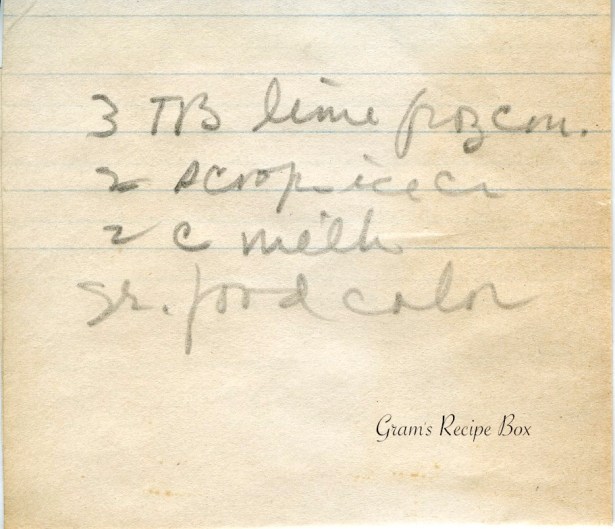 3 TB lime froz con.
2 scoop ice cr
2 c milk
gr. food color
Gram's Recipe Box